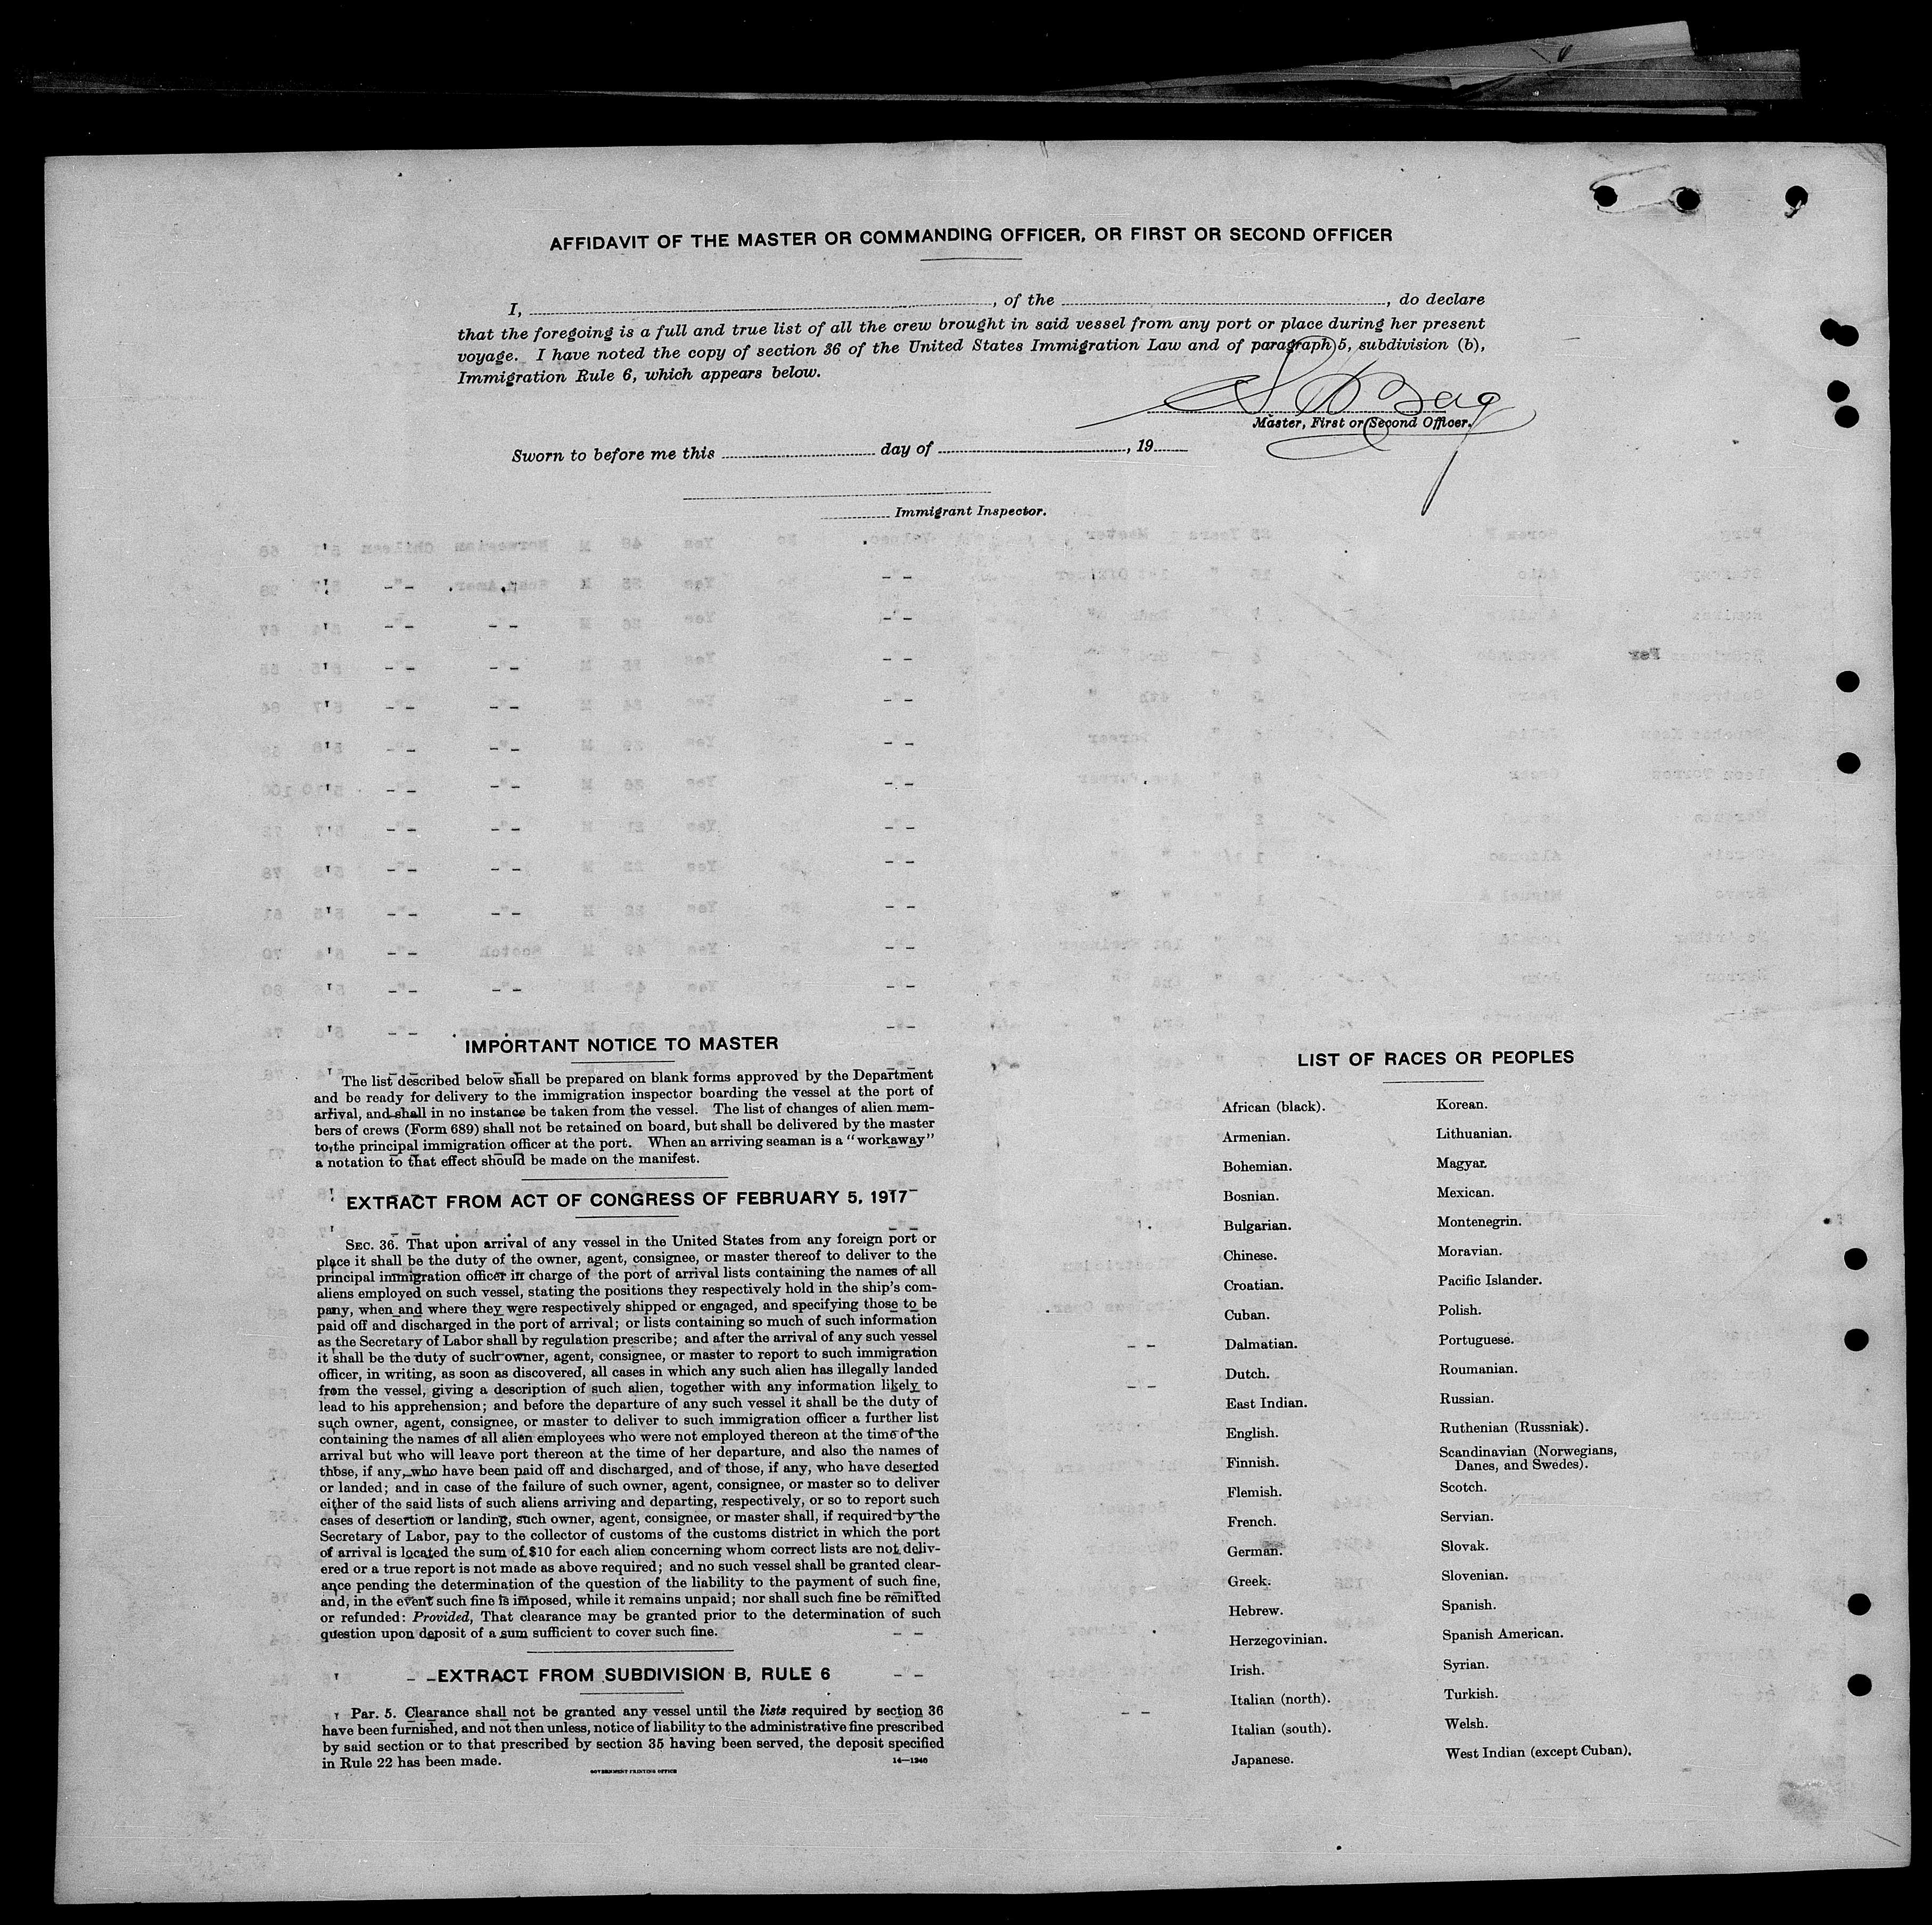 AFFIDAVIT OF THE MASTER OR COMMANDING OFFICER, OR FIRST OR SECOND OFFICER
I, , of the , do declare
that the foregoing is a full and true list of all the crew brought in said vessel from any port or place during her present
voyage. I have noted the copy of section 36 of the United States Immigration Law and of paragraph 5, subdivision (b),
Immigration Rule 6, which appears below.
Master, First or Second Officer.
Sworn to before me this day of , 19
Immigrant Inspector.
IMPORTANT NOTICE TO MASTER
The list described below shall be prepared on blank forms approved by the Department
and be ready for delivery to the immigration inspector boarding the vessel at the port of
arrival, and shall in no instance be taken from the vessel. The list of changes of alien mem-
bers of crews (Form 689) shall not be retained on board, but shall be delivered by the master
to the principal immigration officer at the port. When an arriving seaman is a "workaway"
a notation to that effect should be made on the manifest.
EXTRACT FROM ACT OF CONGRESS OF FEBRUARY 5, 1917
SEC. 36. That upon arrival of any vessel in the United States from any foreign port or
place it shall be the duty of the owner, agent, consignee, or master thereof to deliver to the
principal immigration officer in charge of the port of arrival lists containing the names of all
aliens employed on such vessel, stating the positions they respectively hold in the ship's com-
pany, when and where they were respectively shipped or engaged, and specifying those to be
paid off and discharged in the port of arrival; or lists containing so much of such information
as the Secretary of Labor shall by regulation prescribe; and after the arrival of any such vessel
it shall be the duty of such owner, agent, consignee, or master to report to such immigration
officer, in writing, as soon as discovered, all cases in which any such alien has illegally landed
from the vessel, giving a description of such alien, together with any information likely to
lead to his apprehension; and before the departure of any such vessel it shall be the duty of
such owner, agent, consignee, or master to deliver to such immigration officer a further list
containing the names of all alien employees who were not employed thereon at the time of the
arrival but who will leave port thereon at the time of her departure, and also the names of
those, if any, who have been paid off and discharged, and of those, if any, who have deserted
or landed; and in case of the failure of such owner, agent, consignee, or master so to deliver
either of the said lists of such aliens arriving and departing, respectively, or so to report such
cases of desertion or landing, such owner, agent, consignee, or master shall, if required by the
Secretary of Labor, pay to the collector of customs of the customs district in which the port
of arrival is located the sum of $10 for each alien concerning whom correct lists are not deliv-
ered or a true report is not made as above required; and no such vessel shall be granted clear-
ance pending the determination of the question of the liability to the payment of such fine,
and, in the event such fine is imposed, while it remains unpaid; nor shall such fine be remitted
or refunded: Provided, That clearance may be granted prior to the determination of such
question upon deposit of a sum sufficient to cover such fine.
EXTRACT FROM SUBDIVISION B, RULE 6
Par. 5. Clearance shall not be granted any vessel until the lists required by section 36
have been furnished, and not then unless, notice of liability to the administrative fine prescribed
by said section or to that prescribed by section 35 having been served, the deposit specified
in Rule 22 has been made.
14—1240
GOVERNMENT PRINTING OFFICE
LIST OF RACES OR PEOPLES
African (black).
Armenian.
Bohemian.
Bosnian.
Bulgarian.
Chinese.
Croatian.
Cuban.
Dalmatian.
Dutch.
East Indian.
English.
Finnish.
Flemish.
French.
German.
Greek.
Hebrew.
Herzegovinian.
Irish.
Italian (north).
Italian (south).
Japanese.
Korean.
Lithuanian.
Magyar.
Mexican.
Montenegrin.
Moravian.
Pacific Islander.
Polish.
Portuguese.
Roumanian.
Russian.
Ruthenian (Russniak).
Scandinavian (Norwegians,
Danes, and Swedes).
Scotch.
Servian.
Slovak.
Slovenian.
Spanish.
Spanish American.
Syrian.
Turkish.
Welsh.
West Indian (except Cuban).